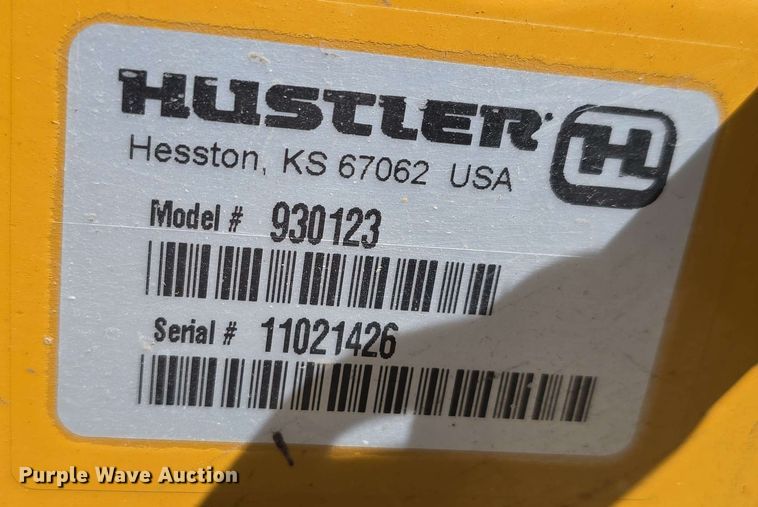 HUSTLER
H
Hesston, KS 67062 USA
Model # 930123
Serial # 11021426
Purple Wave Auction